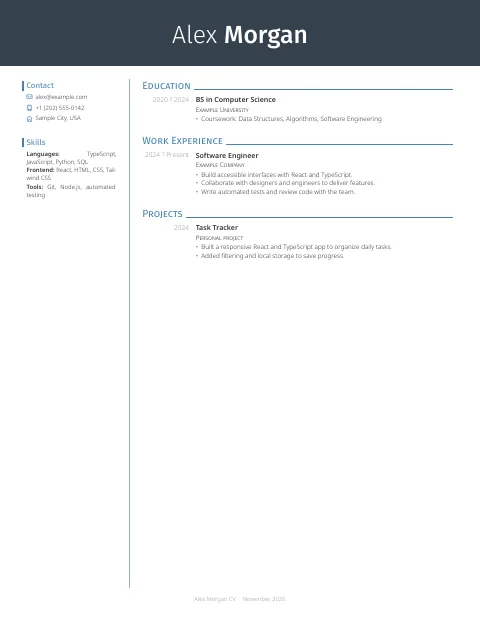 Alex Morgan
Contact
alex@example.com
+1 (202) 555-0142
Sample City, USA
Skills
Languages: TypeScript,
JavaScript, Python, SQL
Frontend: React, HTML, CSS, Tail-
wind CSS
Tools: Git, Node.js, automated
testing
Education
2020 ? 2024 BS in Computer Science
Example University
• Coursework: Data Structures, Algorithms, Software Engineering
Work Experience
2024 ? Present Software Engineer
Example Company
• Build accessible interfaces with React and TypeScript.
• Collaborate with designers and engineers to deliver features.
• Write automated tests and review code with the team.
Projects
2024 Task Tracker
Personal project
• Built a responsive React and TypeScript app to organize daily tasks.
• Added filtering and local storage to save progress.
Alex Morgan CV November, 2026